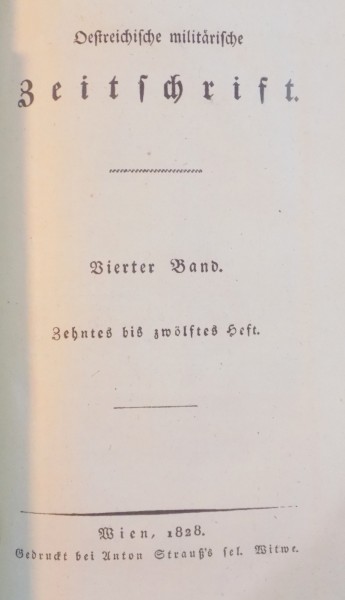 Oestreichische militärische
Zeitschrift.
Vierter Band.
Zehntes bis zwölftes Heft.
Wien, 1828.
Gedruckt bei Anton Strauß's sel. Witwe.